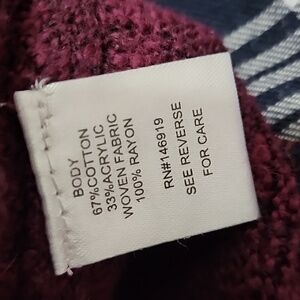 BODY
67%COTTON
33%ACRYLIC
WOVEN FABRIC
100% RAYON
RN#146919
SEE REVERSE
FOR CARE